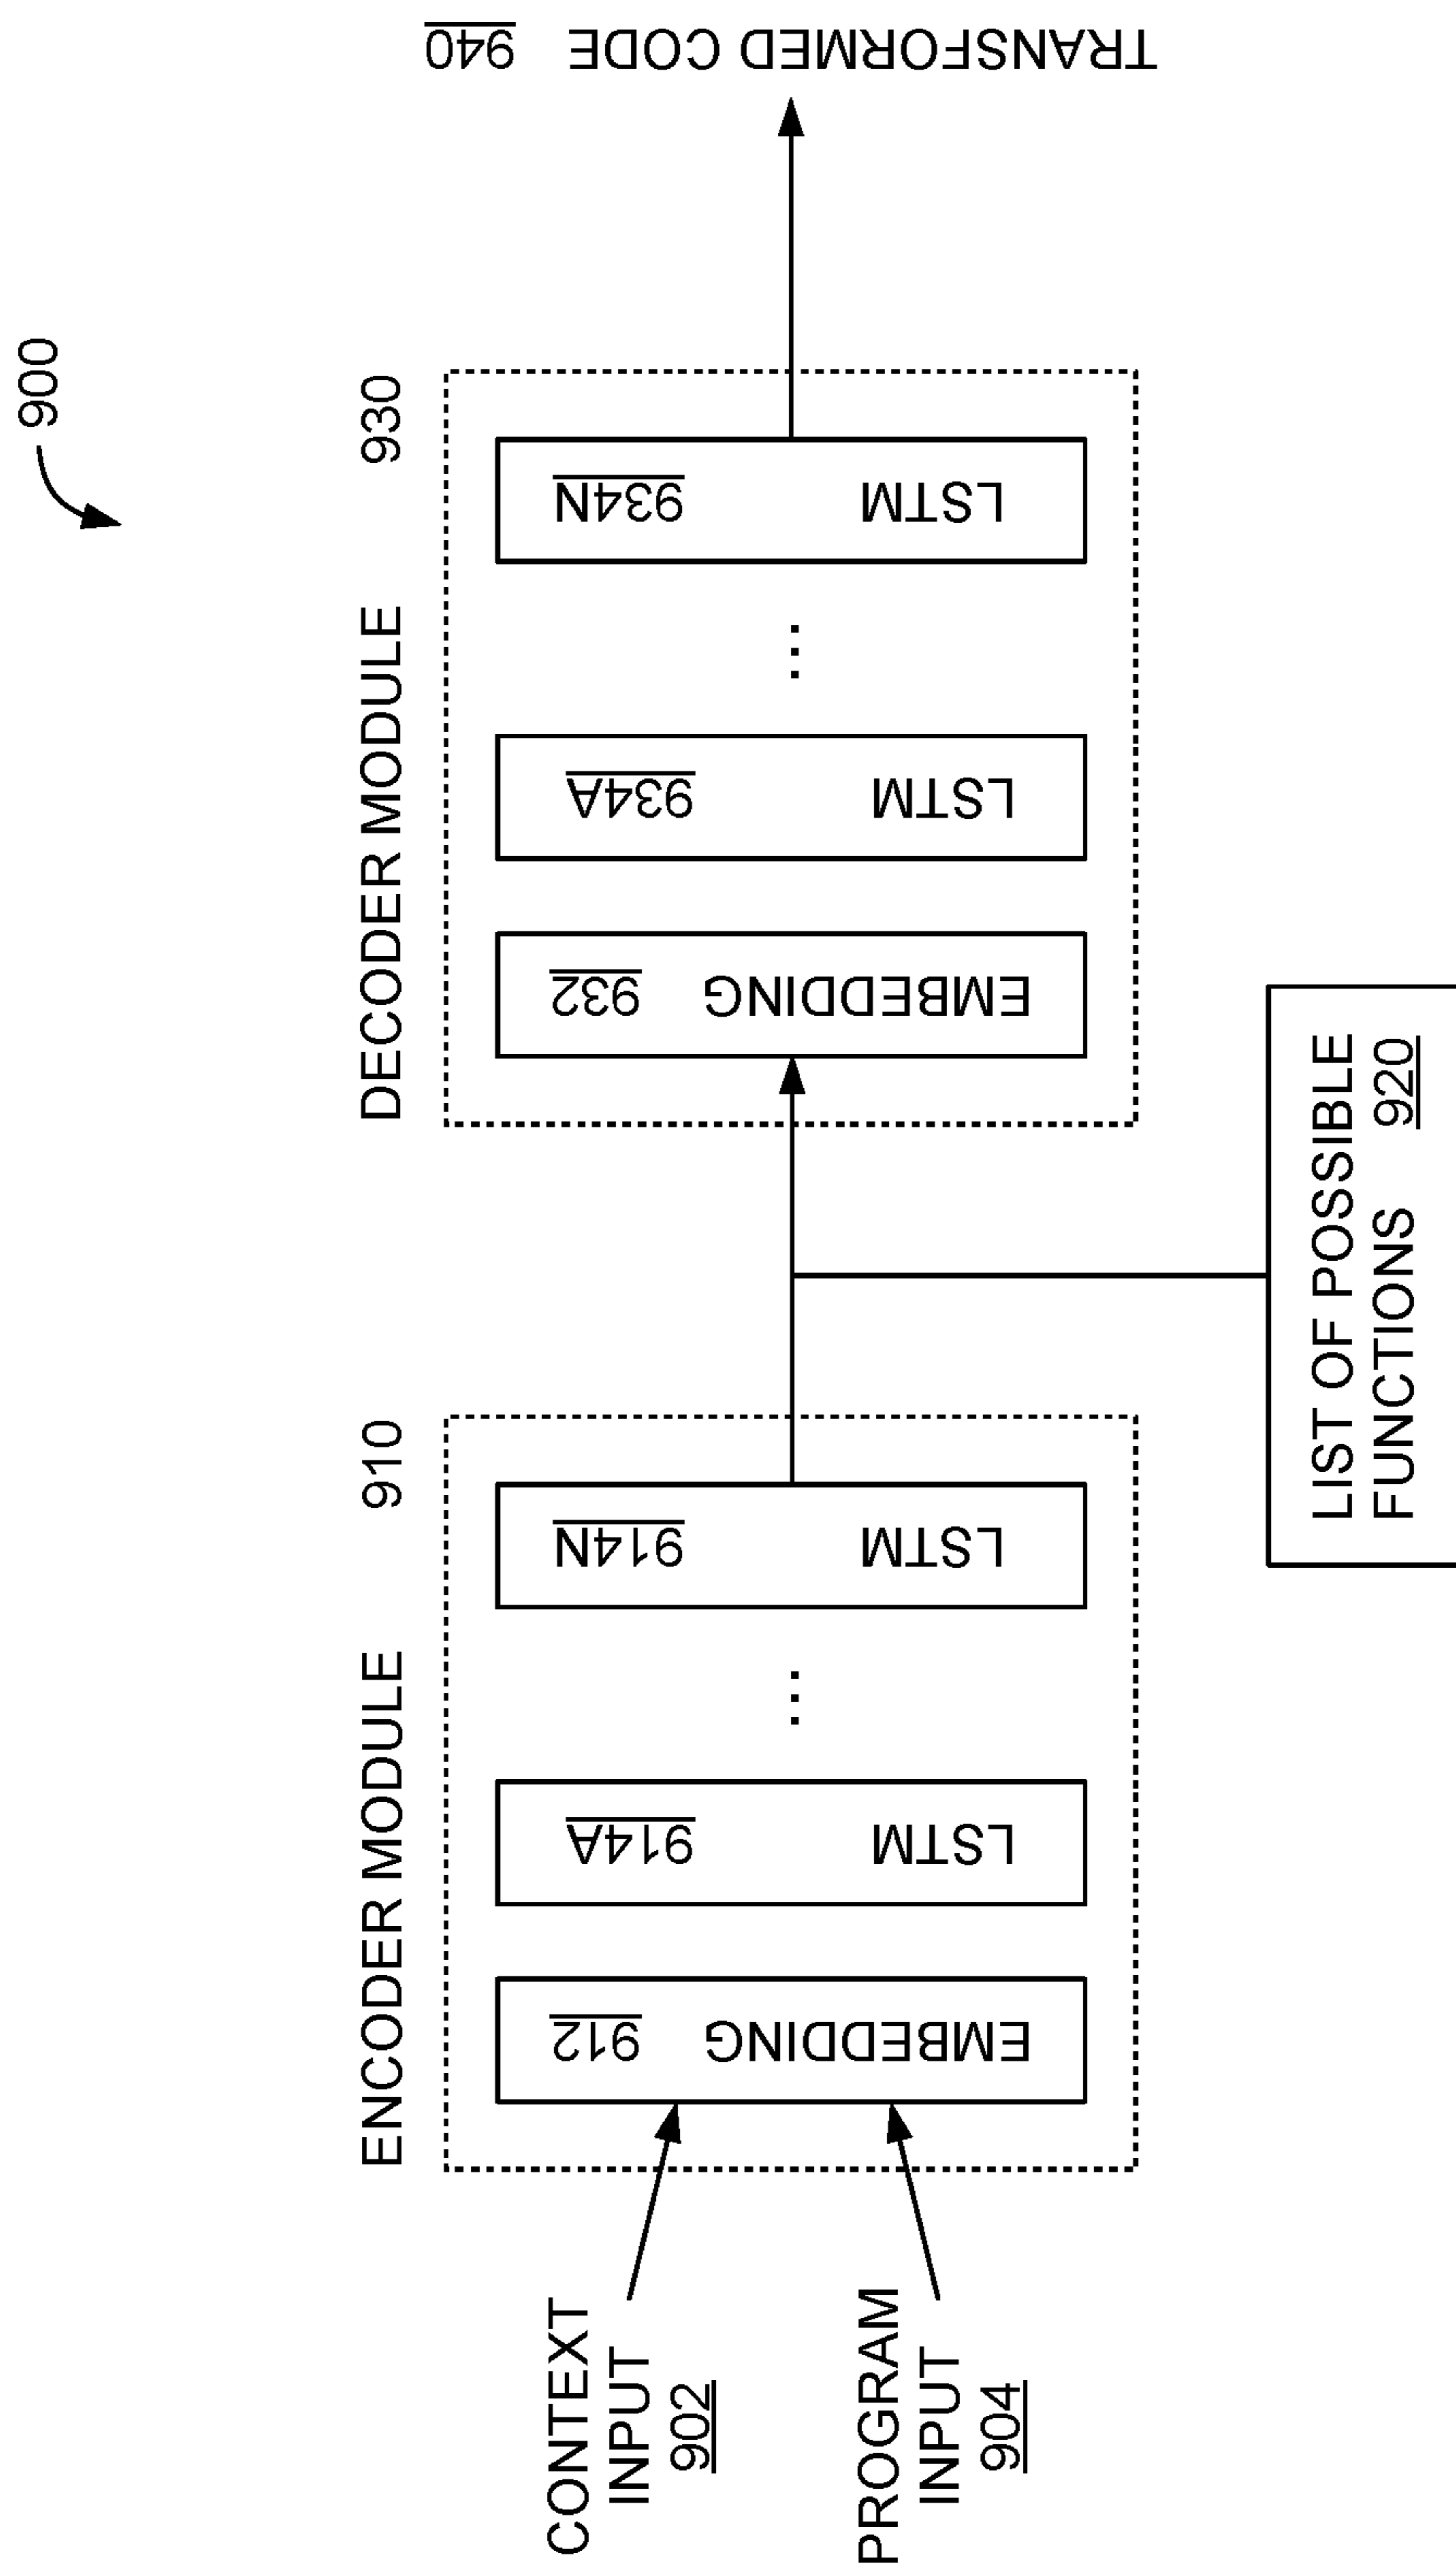 900
ENCODER MODULE 910
DECODER MODULE 930
CONTEXT
INPUT
902
PROGRAM
INPUT
904
EMBEDDING 912
LSTM 914A
...
LSTM 914N
LIST OF POSSIBLE
FUNCTIONS 920
EMBEDDING 932
LSTM 934A
...
LSTM 934N
TRANSFORMED CODE 940